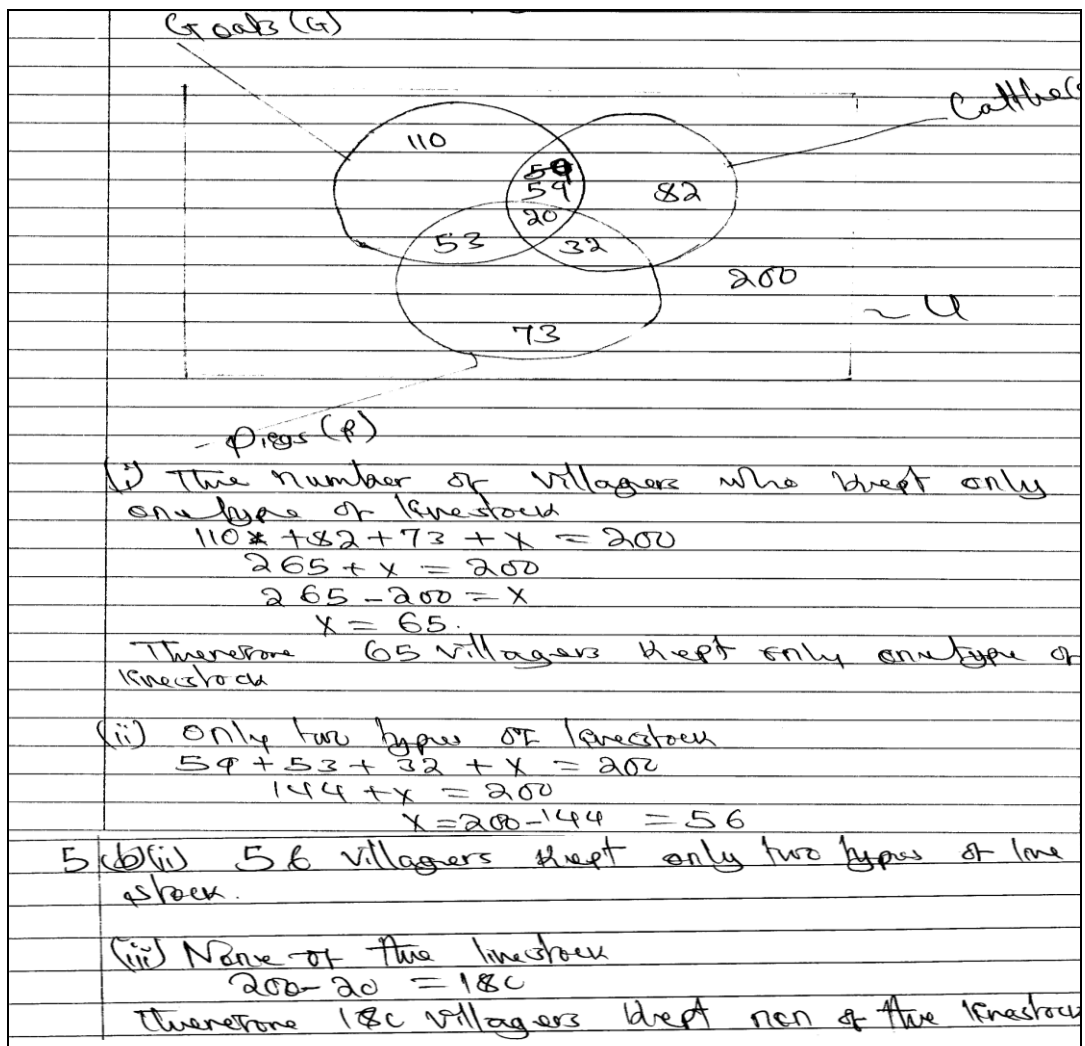 Goats (G)
Catthe(
110
59
59
82
20
53
32
200
~ U
73
- Piegs (P)
(i) The number of villagers who kept only
one type of livestock
110 + 82 + 73 + x = 200
265 + x = 200
265 - 200 = x
x = 65.
Therefore 65 villagers kept only one type of
livestock
(ii) only two types of livestock
59 + 53 + 32 + x = 200
144 + x = 200
x = 200 - 144 = 56
5 (b)(ii) 56 villagers kept only two types of live
stock.
(iii) None of the livestock
200 - 20 = 180
Therefore 180 villagers kept non of the livestock